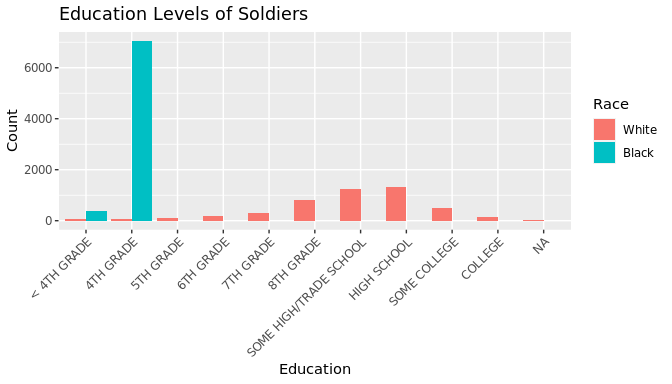 Education Levels of Soldiers
Count
6000
4000
2000
0
< 4TH GRADE
4TH GRADE
5TH GRADE
6TH GRADE
7TH GRADE
8TH GRADE
SOME HIGH/TRADE SCHOOL
HIGH SCHOOL
SOME COLLEGE
COLLEGE
NA
Education
Race
White
Black